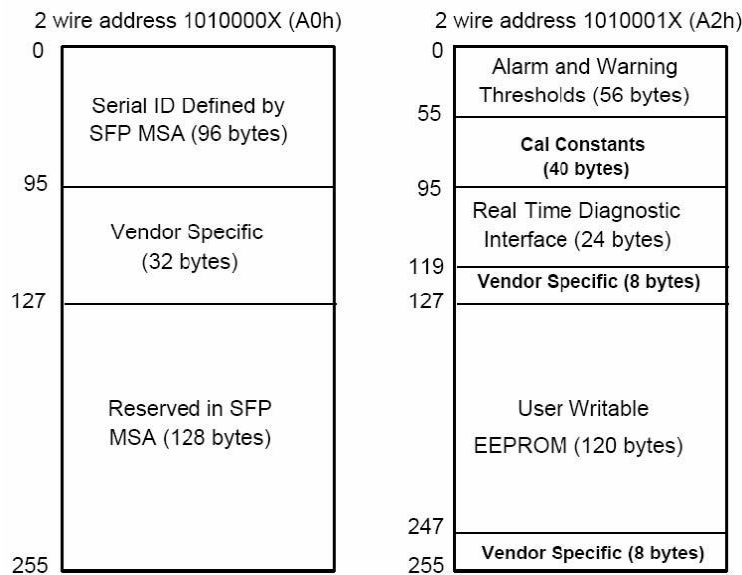 2 wire address 1010000X (A0h)
0
Serial ID Defined by
SFP MSA (96 bytes)
95
Vendor Specific
(32 bytes)
127
Reserved in SFP
MSA (128 bytes)
255
2 wire address 1010001X (A2h)
0
Alarm and Warning
Thresholds (56 bytes)
55
Cal Constants
(40 bytes)
95
Real Time Diagnostic
Interface (24 bytes)
119
Vendor Specific (8 bytes)
127
User Writable
EEPROM (120 bytes)
247
Vendor Specific (8 bytes)
255